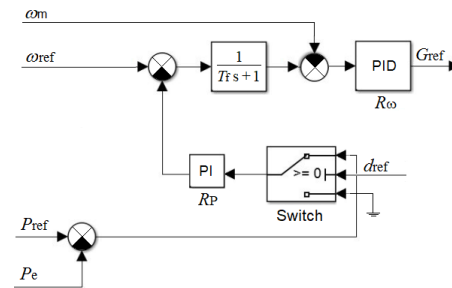 ωm
ωref
1
Tf s+1
PID
Gref
Rω
PI
RP
>= 0
dref
Switch
Pref
Pe